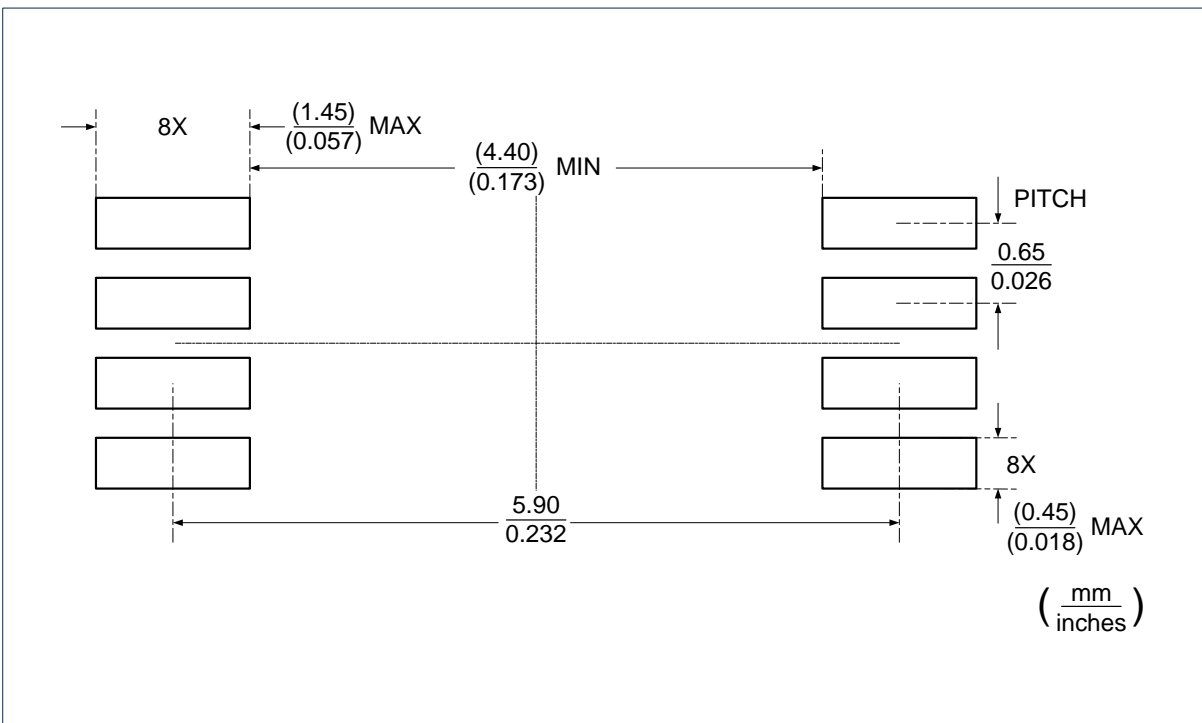 8X
(1.45)
(0.057) MAX
(4.40)
(0.173) MIN
PITCH
0.65
0.026
8X
5.90
0.232
(0.45)
(0.018) MAX
( mm
inches )